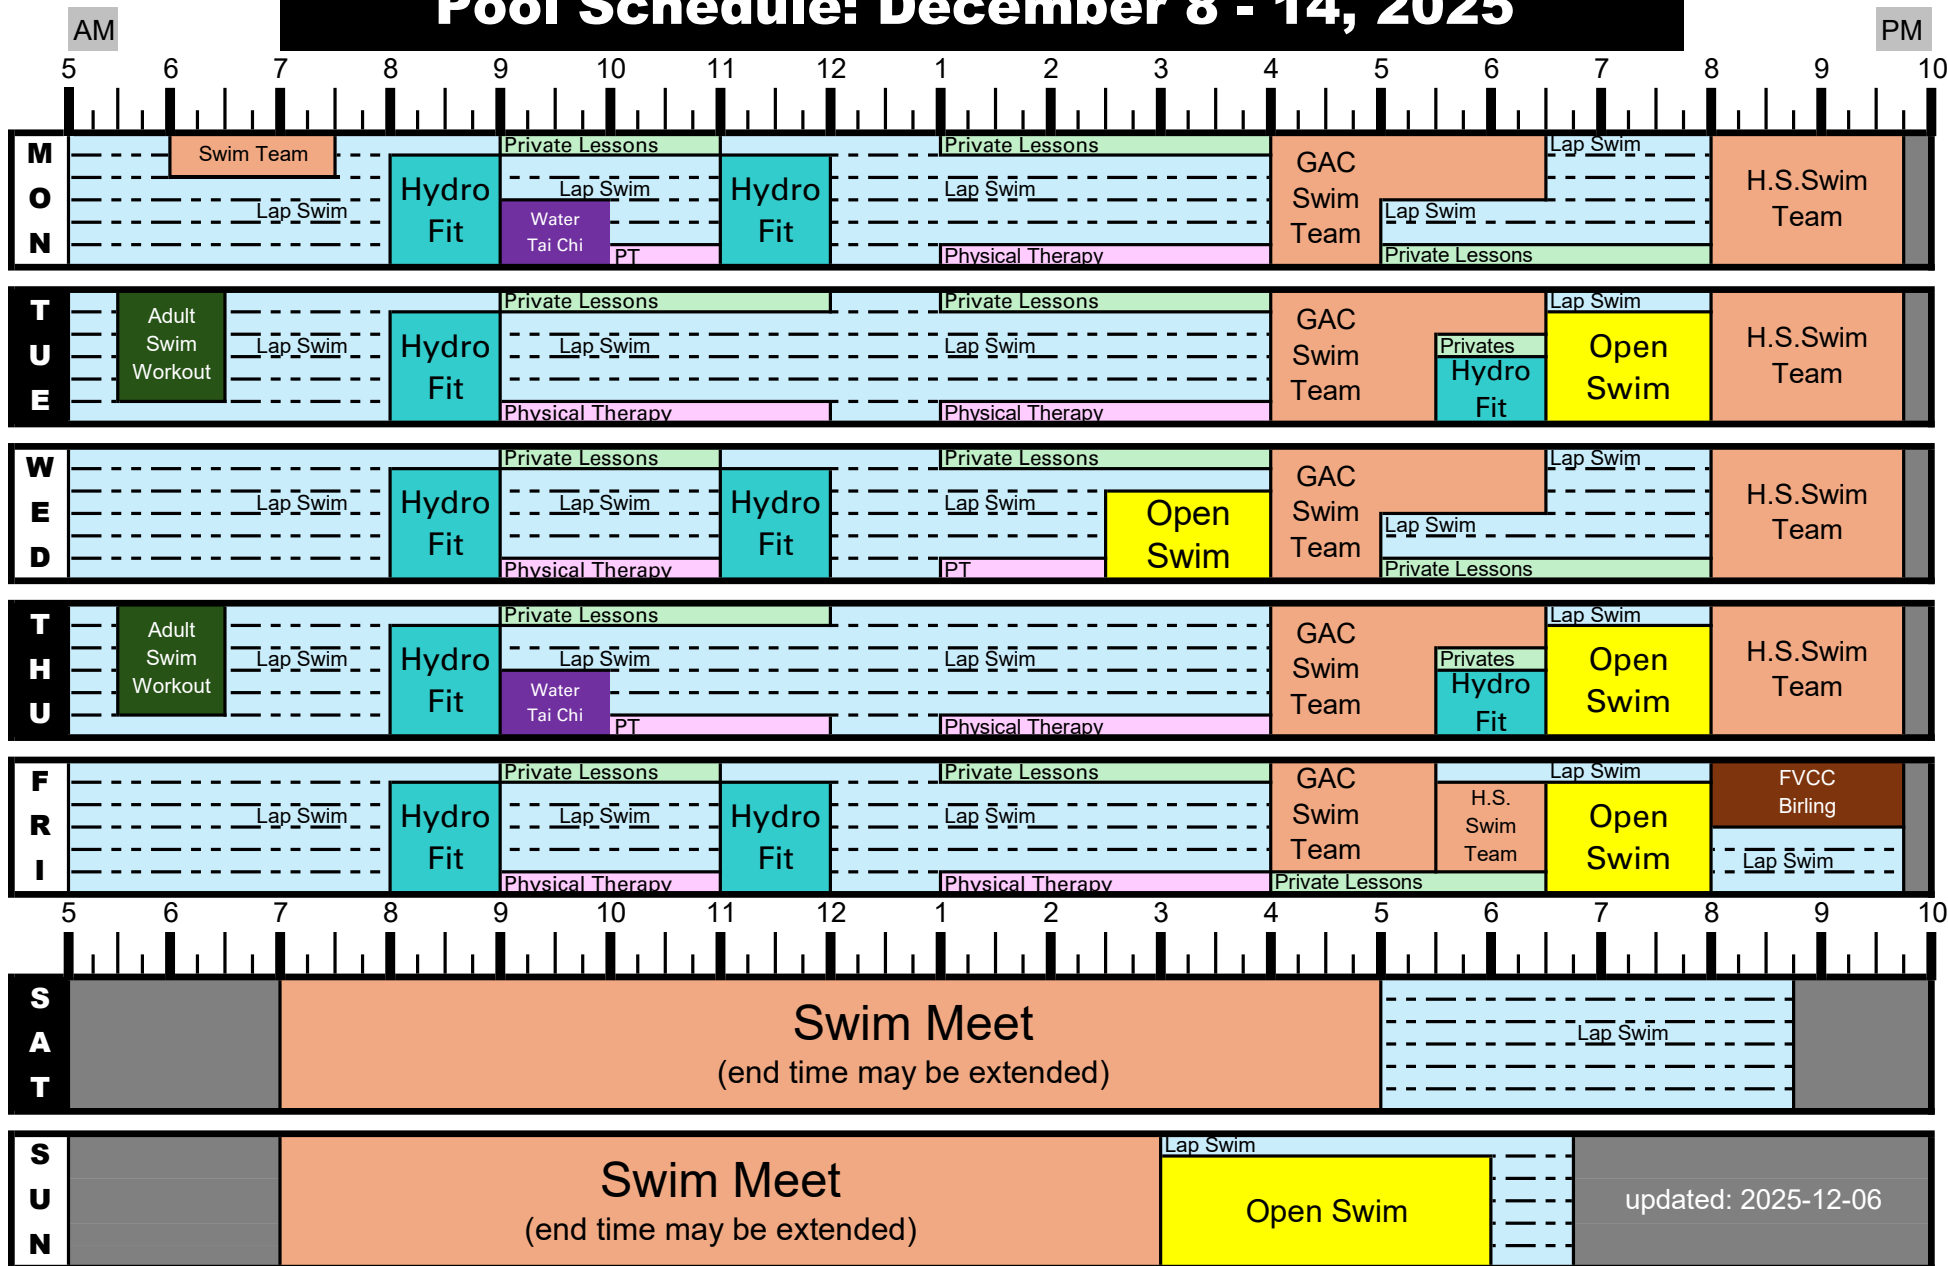 Pool Schedule: December 8 - 14, 2025
AM PM
5 6 7 8 9 10 11 12 1 2 3 4 5 6 7 8 9 10
MON
Swim Team
Lap Swim
Hydro
Fit
Private Lessons
Lap Swim
Water
Tai Chi
PT
Hydro
Fit
Private Lessons
Lap Swim
Physical Therapy
GAC
Swim
Team
Lap Swim
Lap Swim
Private Lessons
H.S.Swim
Team
TUE
Adult
Swim
Workout
Lap Swim
Hydro
Fit
Private Lessons
Lap Swim
Physical Therapy
Private Lessons
Lap Swim
Physical Therapy
GAC
Swim
Team
Privates
Hydro
Fit
Lap Swim
Open
Swim
H.S.Swim
Team
WED
Lap Swim
Hydro
Fit
Private Lessons
Lap Swim
Physical Therapy
Hydro
Fit
Private Lessons
Lap Swim
PT
Open
Swim
GAC
Swim
Team
Lap Swim
Lap Swim
Private Lessons
H.S.Swim
Team
THU
Adult
Swim
Workout
Lap Swim
Hydro
Fit
Private Lessons
Lap Swim
Water
Tai Chi
PT
Lap Swim
Physical Therapy
GAC
Swim
Team
Privates
Hydro
Fit
Lap Swim
Open
Swim
H.S.Swim
Team
FRI
Lap Swim
Hydro
Fit
Private Lessons
Lap Swim
Physical Therapy
Hydro
Fit
Private Lessons
Lap Swim
Physical Therapy
GAC
Swim
Team
Private Lessons
H.S.
Swim
Team
Lap Swim
Open
Swim
FVCC
Birling
Lap Swim
5 6 7 8 9 10 11 12 1 2 3 4 5 6 7 8 9 10
SAT
Swim Meet
(end time may be extended)
Lap Swim
SUN
Swim Meet
(end time may be extended)
Lap Swim
Open Swim
updated: 2025-12-06